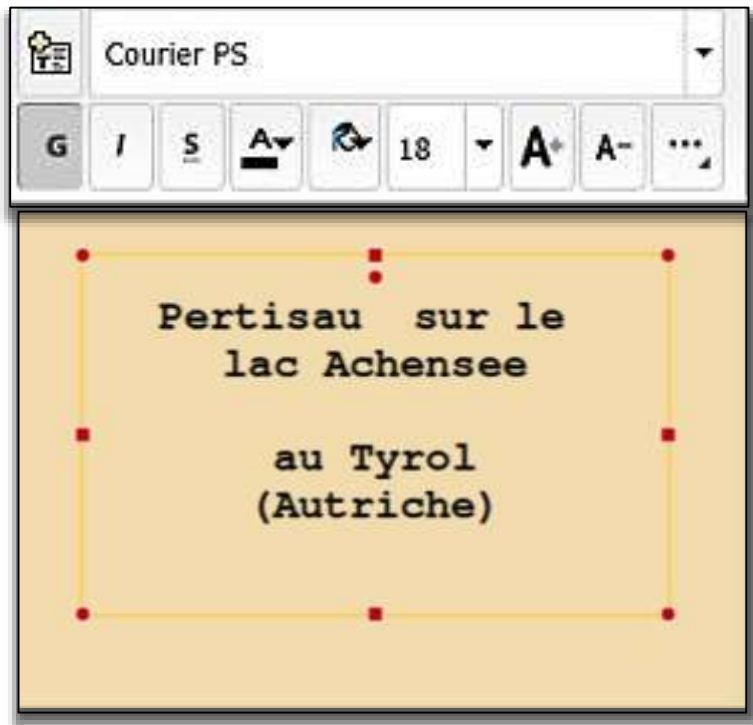 Courier PS
G I S A 18 A+ A- ...
Pertisau  sur le
lac Achensee
au Tyrol
(Autriche)